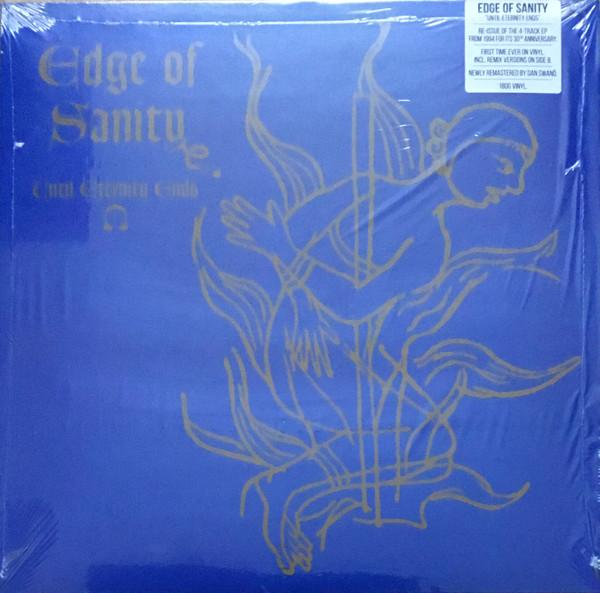 Edge of
Sanity
Until Eternity Ends
EDGE OF SANITY
"UNTIL ETERNITY ENDS"
RE-ISSUE OF THE 4-TRACK EP
FROM 1994 FOR ITS 30TH ANNIVERSARY.
FIRST TIME EVER ON VINYL
INCL. REMIX VERSIONS ON SIDE B.
NEWLY REMASTERED BY DAN SWANÖ.
180G VINYL.